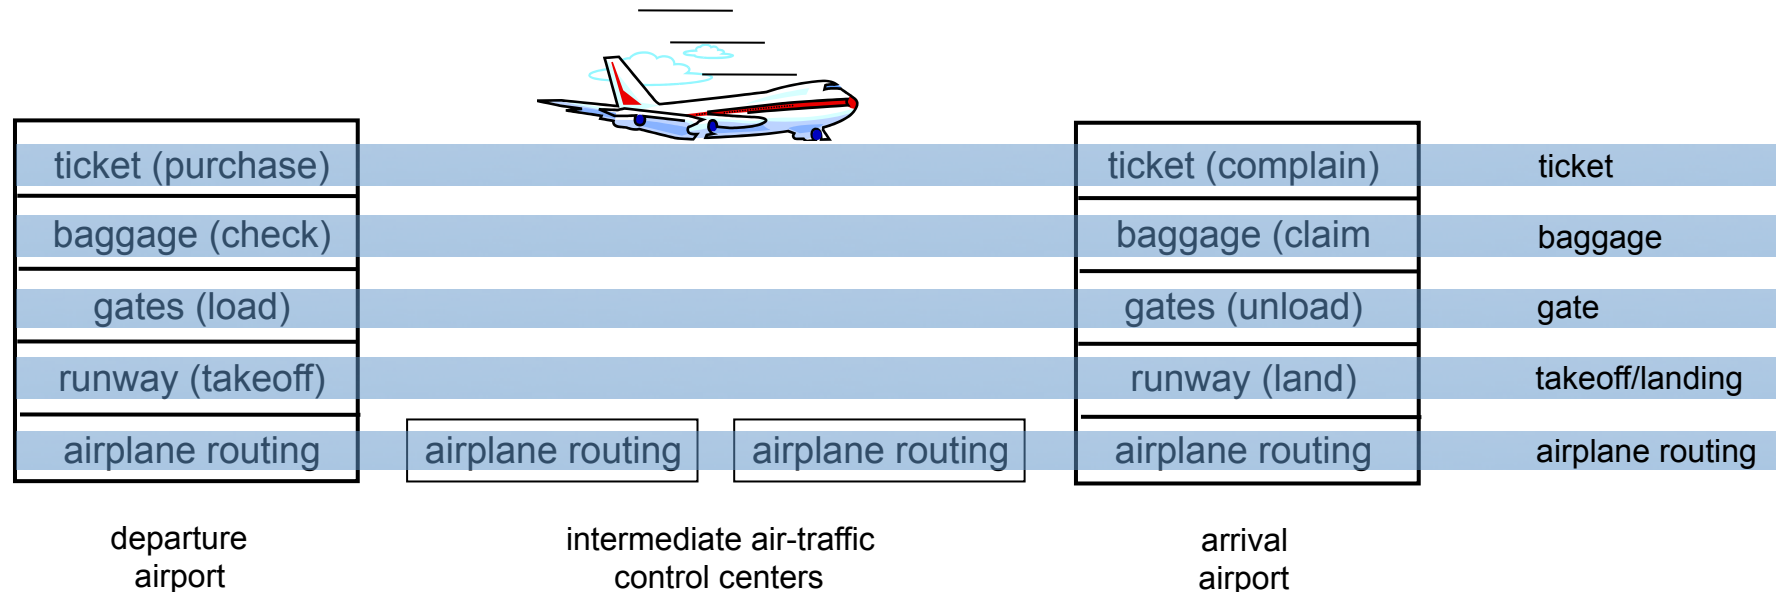 ticket (purchase) ticket (complain) ticket
baggage (check) baggage (claim baggage
gates (load) gates (unload) gate
runway (takeoff) runway (land) takeoff/landing
airplane routing airplane routing airplane routing airplane routing airplane routing
departure
airport
intermediate air-traffic
control centers
arrival
airport